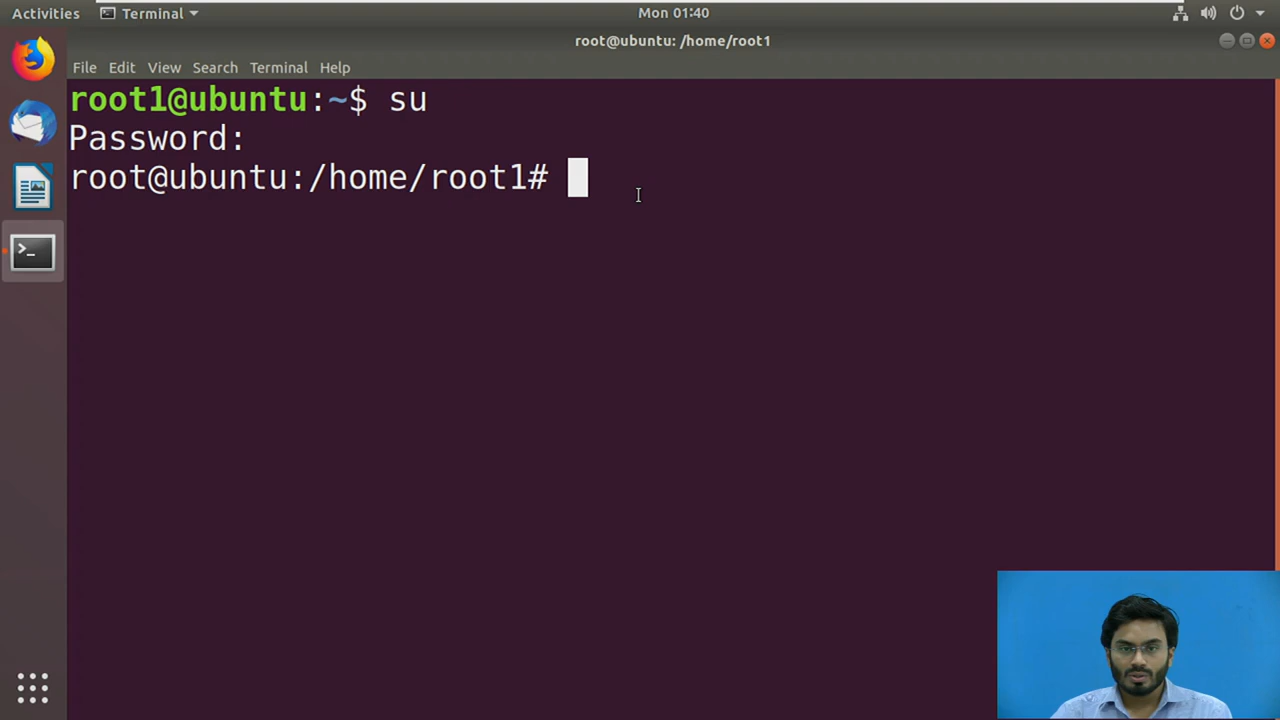 Activities Terminal Mon 01:40
root@ubuntu: /home/root1
File Edit View Search Terminal Help
root1@ubuntu:~$ su
Password:
root@ubuntu:/home/root1#